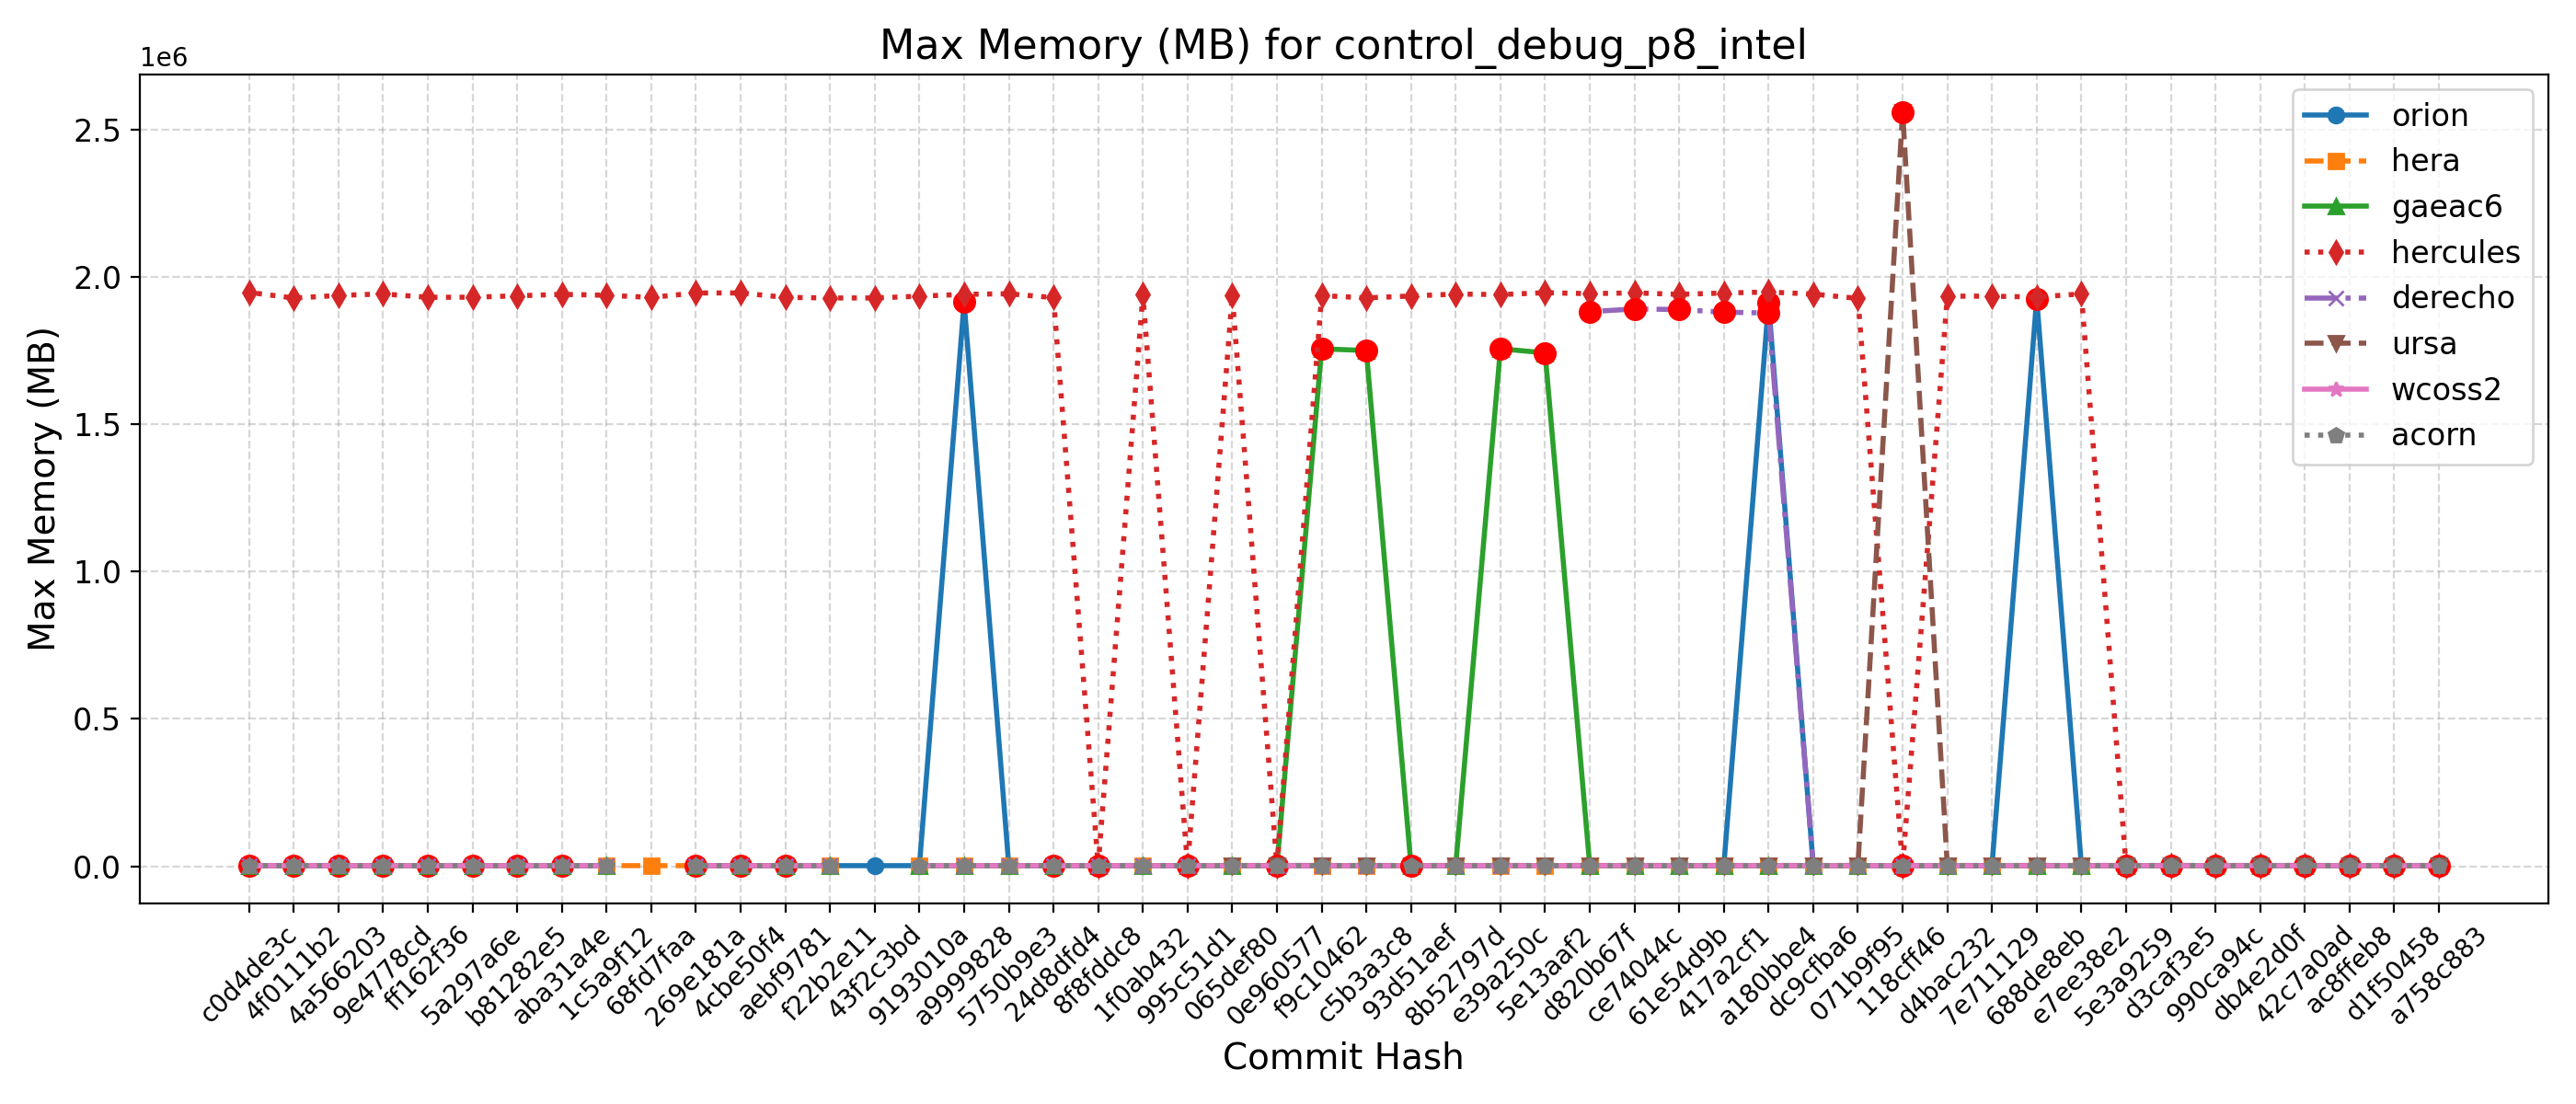 Max Memory (MB) for control_debug_p8_intel
1e6
2.5
2.0
1.5
1.0
0.5
0.0
Max Memory (MB)
orion
hera
gaeac6
hercules
derecho
ursa
wcoss2
acorn
c0d4de3c
4f0111b2
4a566203
9e4778cd
ff162f36
5a297a6e
b81282e5
aba31a4e
1c5a9f12
68fd7faa
269e181a
4cbe50f4
aebf9781
f22b2e11
43f2c3bd
9193010a
a9999828
5750b9e3
24d8dfd4
8f8fddc8
1f0ab432
995c51d1
065def80
0e960577
f9c10462
c5b3a3c8
93d51aef
8b52797d
e39a250c
5e13aaf2
d820b67f
ce74044c
61e54d9b
417a2cf1
a180bbe4
dc9cfba6
071b9f95
118cff46
d4bac232
7e711129
688de8eb
e7ee38e2
5e3a9259
d3caf3e5
990ca94c
db4e2d0f
42c7a0ad
ac8ffeb8
d1f50458
a758c883
Commit Hash